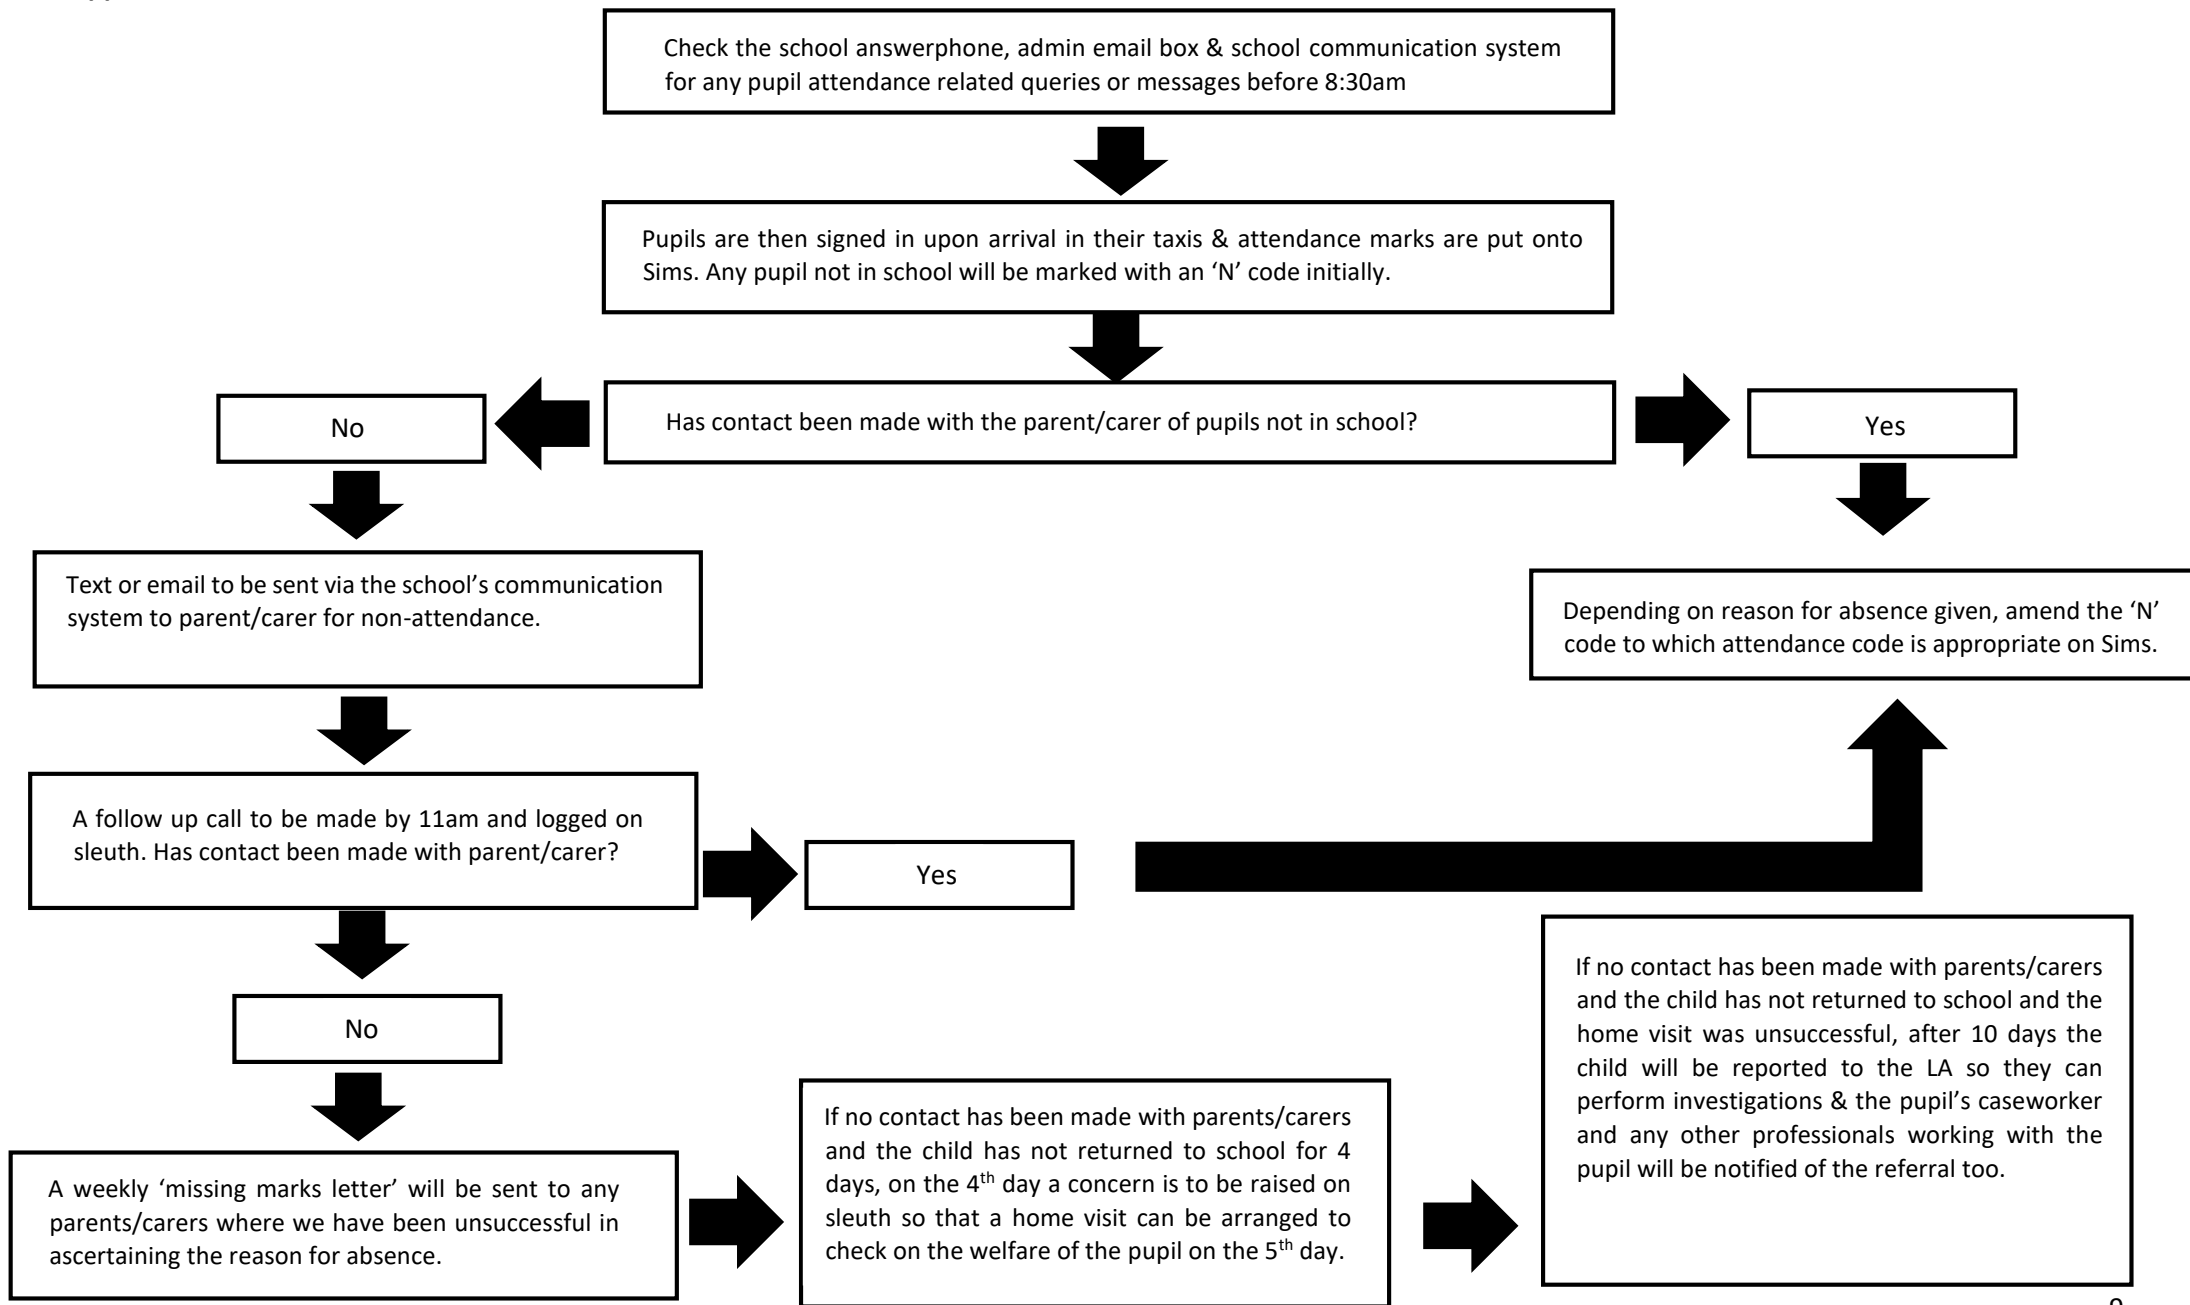 Check the school answerphone, admin email box & school communication system
for any pupil attendance related queries or messages before 8:30am
Pupils are then signed in upon arrival in their taxis & attendance marks are put onto
Sims. Any pupil not in school will be marked with an ‘N’ code initially.
Has contact been made with the parent/carer of pupils not in school?
No
Yes
Text or email to be sent via the school’s communication
system to parent/carer for non-attendance.
Depending on reason for absence given, amend the ‘N’
code to which attendance code is appropriate on Sims.
A follow up call to be made by 11am and logged on
sleuth. Has contact been made with parent/carer?
Yes
No
A weekly ‘missing marks letter’ will be sent to any
parents/carers where we have been unsuccessful in
ascertaining the reason for absence.
If no contact has been made with parents/carers
and the child has not returned to school for 4
days, on the 4th day a concern is to be raised on
sleuth so that a home visit can be arranged to
check on the welfare of the pupil on the 5th day.
If no contact has been made with parents/carers
and the child has not returned to school and the
home visit was unsuccessful, after 10 days the
child will be reported to the LA so they can
perform investigations & the pupil’s caseworker
and any other professionals working with the
pupil will be notified of the referral too.